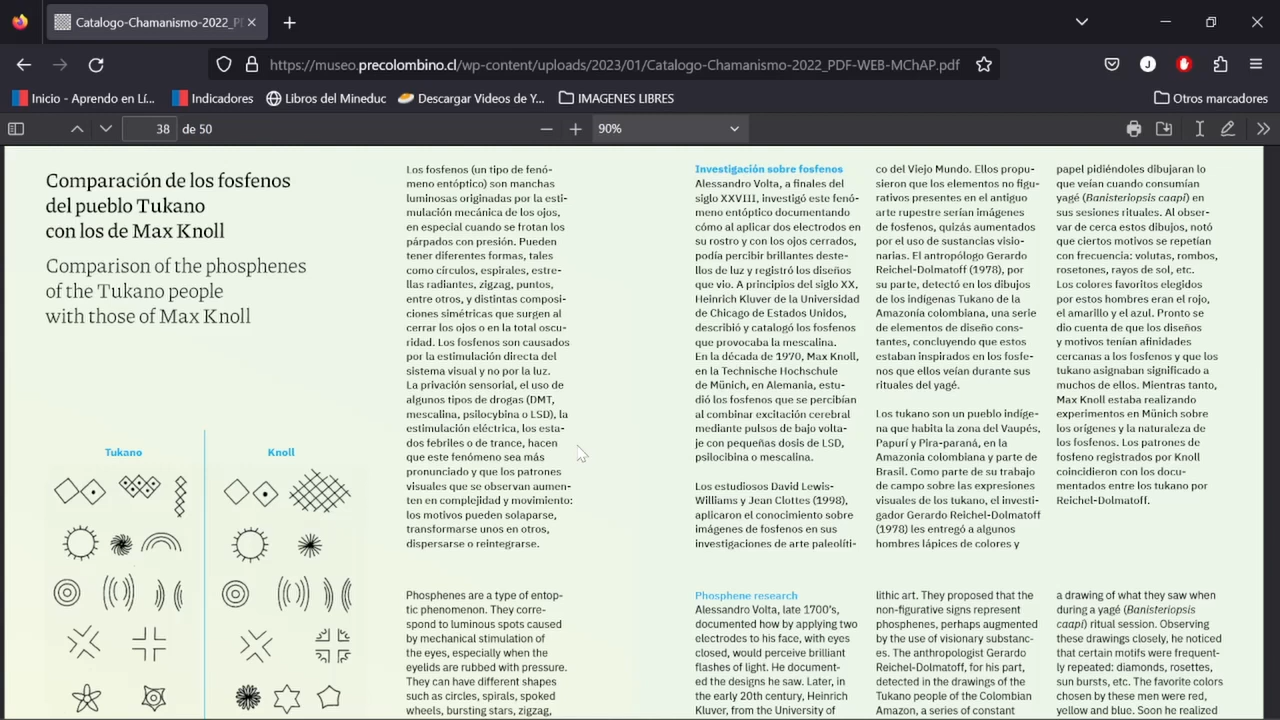 Catalogo-Chamanismo-2022_P
https://museo.precolombino.cl/wp-content/uploads/2023/01/Catalogo-Chamanismo-2022_PDF-WEB-MChAP.pdf
Inicio - Aprendo en Lí...
Indicadores
Libros del Mineduc
Descargar Videos de Y...
IMAGENES LIBRES
Otros marcadores
38
de 50
90%
Comparación de los fosfenos
del pueblo Tukano
con los de Max Knoll
Comparison of the phosphenes
of the Tukano people
with those of Max Knoll
Tukano
Knoll
Los fosfenos (un tipo de fenó-
meno entóptico) son manchas
luminosas originadas por la esti-
mulación mecánica de los ojos,
en especial cuando se frotan los
párpados con presión. Pueden
tener diferentes formas, tales
como círculos, espirales, estre-
llas radiantes, zigzag, puntos,
entre otros, y distintas composi-
ciones simétricas que surgen al
cerrar los ojos o en la total oscu-
ridad. Los fosfenos son causados
por la estimulación directa del
sistema visual y no por la luz.
La privación sensorial, el uso de
algunos tipos de drogas (DMT,
mescalina, psilocybina o LSD), la
estimulación eléctrica, los esta-
dos febriles o de trance, hacen
que este fenómeno sea más
pronunciado y que los patrones
visuales que se observan aumen-
ten en complejidad y movimiento:
los motivos pueden solaparse,
transformarse unos en otros,
dispersarse o reintegrarse.
Phosphenes are a type of entop-
tic phenomenon. They corre-
spond to luminous spots caused
by mechanical stimulation of
the eyes, especially when the
eyelids are rubbed with pressure.
They can have different shapes
such as circles, spirals, spoked
wheels, bursting stars, zigzag,
Investigación sobre fosfenos
Alessandro Volta, a finales del
siglo XXVIII, investigó este fenó-
meno entóptico documentando
cómo al aplicar dos electrodos en
su rostro y con los ojos cerrados,
podía percibir brillantes deste-
llos de luz y registró los diseños
que vio. A principios del siglo XX,
Heinrich Kluver de la Universidad
de Chicago de Estados Unidos,
describió y catalogó los fosfenos
que provocaba la mescalina.
En la década de 1970, Max Knoll,
en la Technische Hochschule
de Münich, en Alemania, estu-
dió los fosfenos que se percibían
al combinar excitación cerebral
mediante pulsos de bajo volta-
je con pequeñas dosis de LSD,
psilocibina o mescalina.
Los estudiosos David Lewis-
Williams y Jean Clottes (1998),
aplicaron el conocimiento sobre
imágenes de fosfenos en sus
investigaciones de arte paleolíti-
co del Viejo Mundo. Ellos propu-
sieron que los elementos no figu-
rativos presentes en el antiguo
arte rupestre serían imágenes
de fosfenos, quizás aumentados
por el uso de sustancias visio-
narias. El antropólogo Gerardo
Reichel-Dolmatoff (1978), por
su parte, detectó en los dibujos
de los indígenas Tukano de la
Amazonía colombiana, una serie
de elementos de diseño cons-
tantes, concluyendo que estos
estaban inspirados en los fosfe-
nos que ellos veían durante sus
rituales del yagé.
Los tukano son un pueblo indíge-
na que habita la zona del Vaupés,
Papurí y Pira-paraná, en la
Amazonia colombiana y parte de
Brasil. Como parte de su trabajo
de campo sobre las expresiones
visuales de los tukano, el investi-
gador Gerardo Reichel-Dolmatoff
(1978) les entregó a algunos
hombres lápices de colores y
papel pidiéndoles dibujaran lo
que veían cuando consumían
yagé (Banisteriopsis caapi) en
sus sesiones rituales. Al obser-
var de cerca estos dibujos, notó
que ciertos motivos se repetían
con frecuencia: volutas, rombos,
rosetones, rayos de sol, etc.
Los colores favoritos elegidos
por estos hombres eran el rojo,
el amarillo y el azul. Pronto se
dio cuenta de que los diseños
y motivos tenían afinidades
cercanas a los fosfenos y que los
tukano asignaban significado a
muchos de ellos. Mientras tanto,
Max Knoll estaba realizando
experimentos en Münich sobre
los orígenes y la naturaleza de
los fosfenos. Los patrones de
fosfeno registrados por Knoll
coincidieron con los docu-
mentados entre los tukano por
Reichel-Dolmatoff.
Phosphene research
Alessandro Volta, late 1700's,
documented how by applying two
electrodes to his face, with eyes
closed, would perceive brilliant
flashes of light. He document-
ed the designs he saw. Later, in
the early 20th century, Heinrich
Kluver, from the University of
lithic art. They proposed that the
non-figurative signs represent
phosphenes, perhaps augmented
by the use of visionary substanc-
es. The anthropologist Gerardo
Reichel-Dolmatoff, for his part,
detected in the drawings of the
Tukano people of the Colombian
Amazon, a series of constant
a drawing of what they saw when
during a yagé (Banisteriopsis
caapi) ritual session. Observing
these drawings closely, he noticed
that certain motifs were frequent-
ly repeated: diamonds, rosettes,
sun bursts, etc. The favorite colors
chosen by these men were red,
yellow and blue. Soon he realized